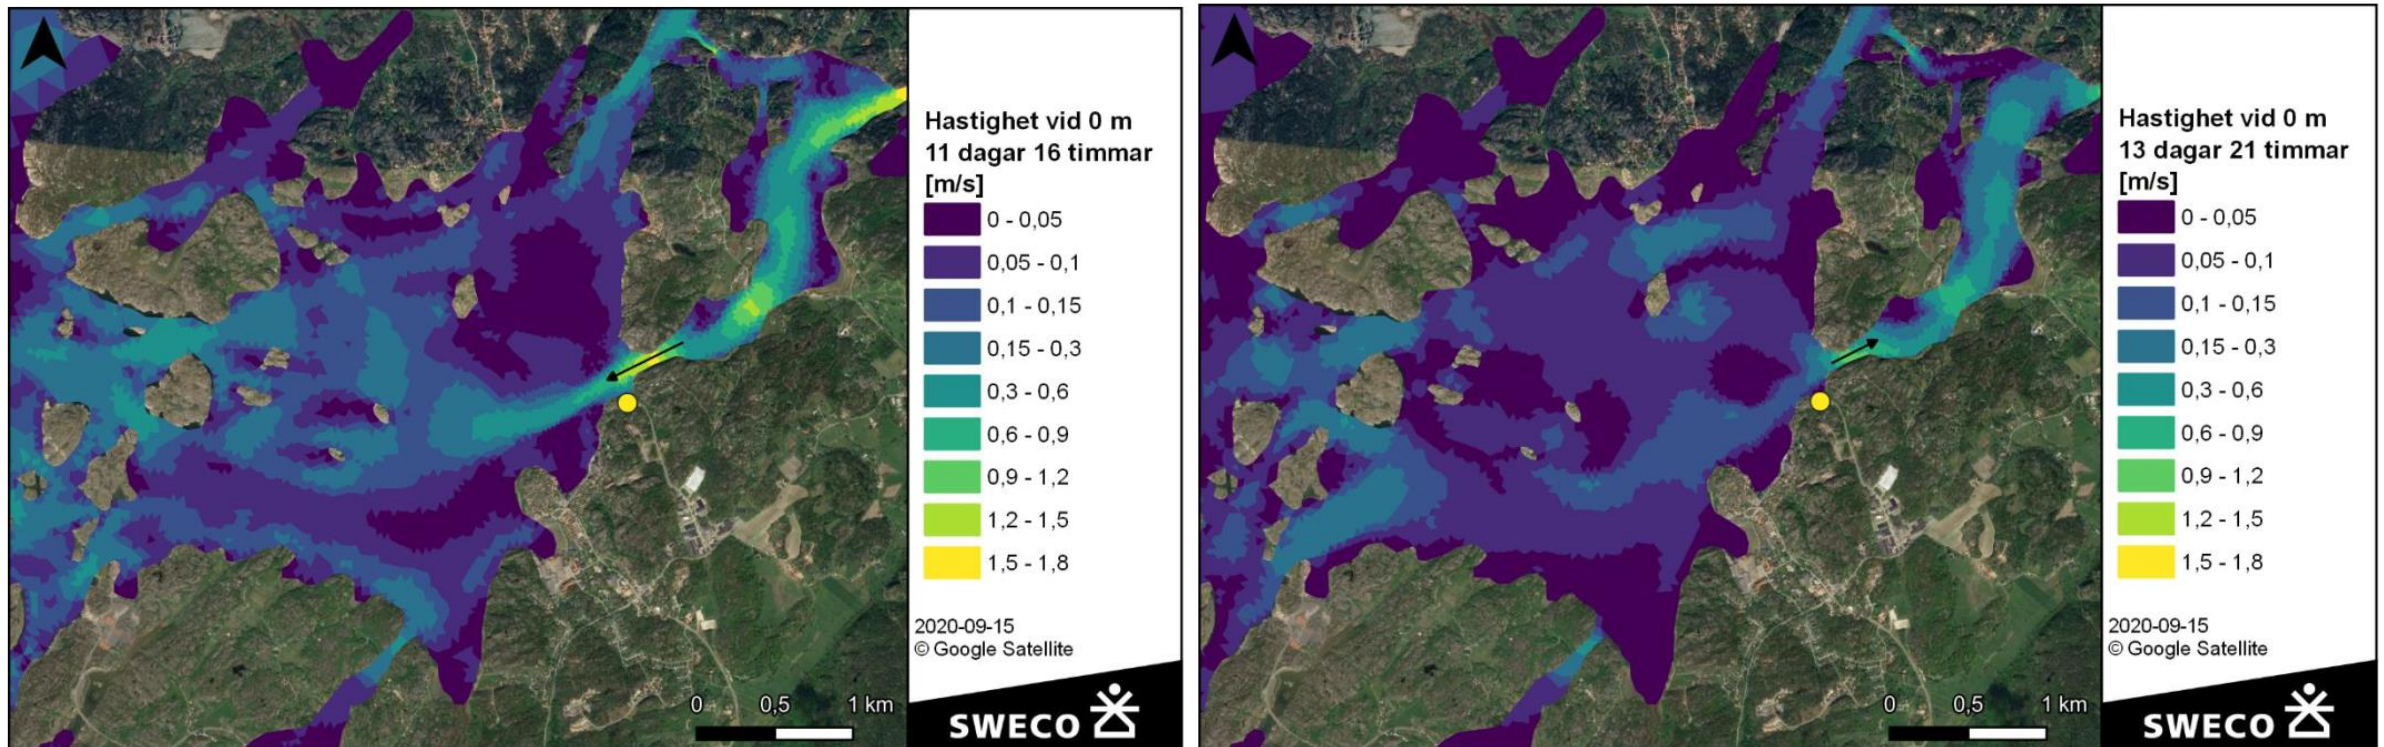 Hastighet vid 0 m
11 dagar 16 timmar
[m/s]
0 - 0,05
0,05 - 0,1
0,1 - 0,15
0,15 - 0,3
0,3 - 0,6
0,6 - 0,9
0,9 - 1,2
1,2 - 1,5
1,5 - 1,8
2020-09-15
© Google Satellite
0 0,5 1 km
SWECO
Hastighet vid 0 m
13 dagar 21 timmar
[m/s]
0 - 0,05
0,05 - 0,1
0,1 - 0,15
0,15 - 0,3
0,3 - 0,6
0,6 - 0,9
0,9 - 1,2
1,2 - 1,5
1,5 - 1,8
2020-09-15
© Google Satellite
0 0,5 1 km
SWECO